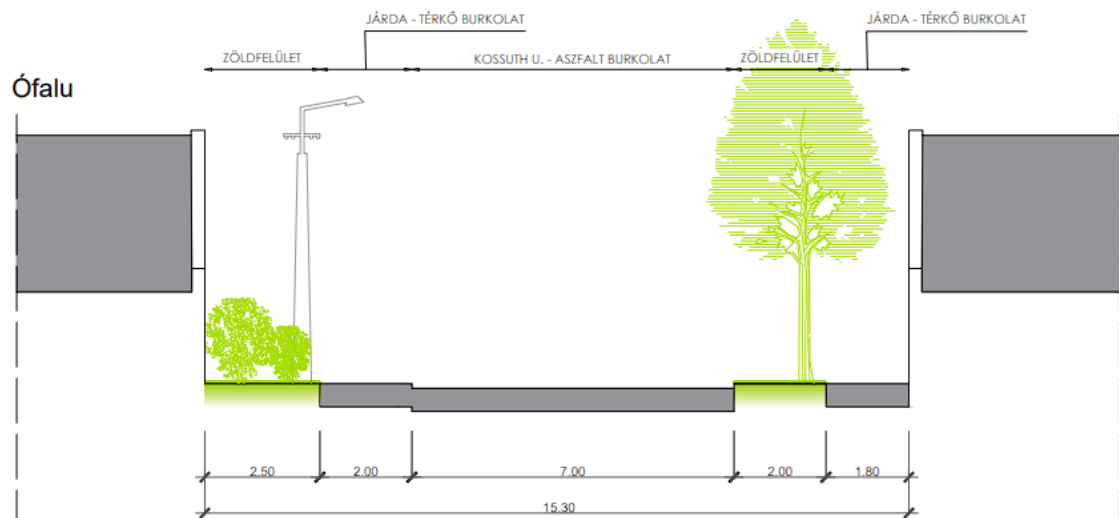 JÁRDA - TÉRKŐ BURKOLAT
JÁRDA - TÉRKŐ BURKOLAT
ZÖLDFELÜLET
KOSSUTH U. - ASZFALT BURKOLAT
ZÖLDFELÜLET
Ófalu
2.50
2.00
7.00
2.00
1.80
15.30